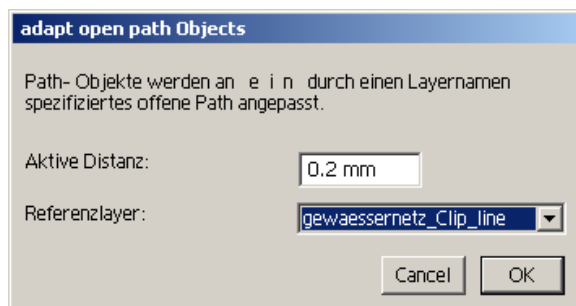 adapt open path Objects
Path- Objekte werden an e i n durch einen Layernamen
spezifiziertes offene Path angepasst.
Aktive Distanz:
0.2 mm
Referenzlayer:
gewaessernetz_Clip_line
Cancel
OK